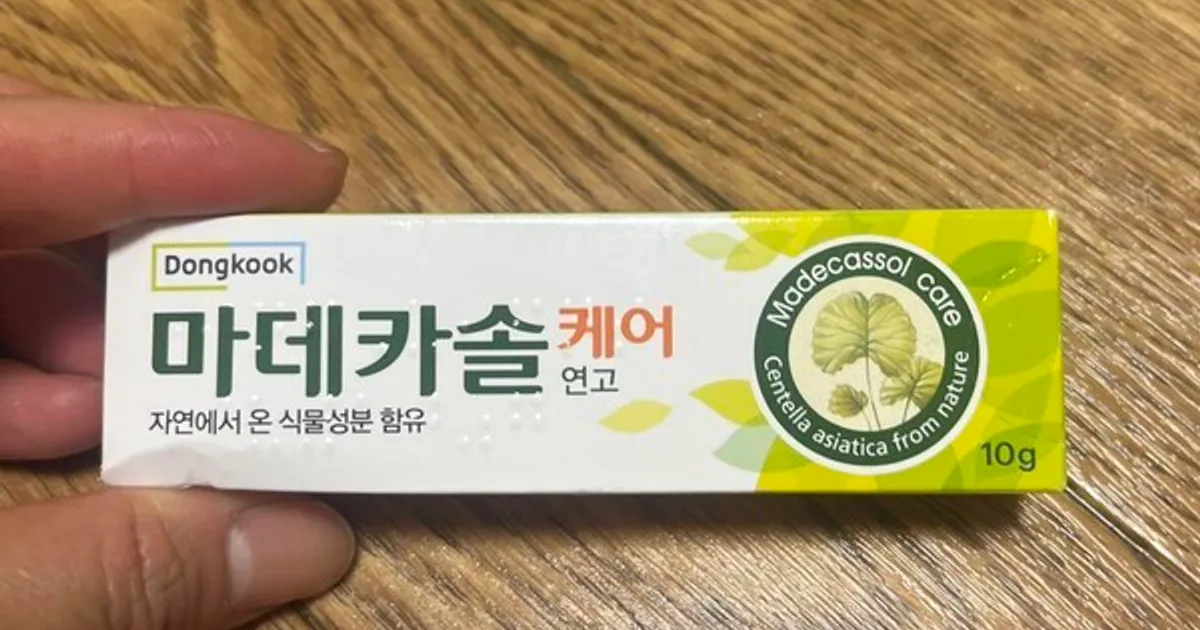 Dongkook
마데카솔케어
연고
자연에서 온 식물성분 함유
Madecassol care
Centella asiatica from nature
10g